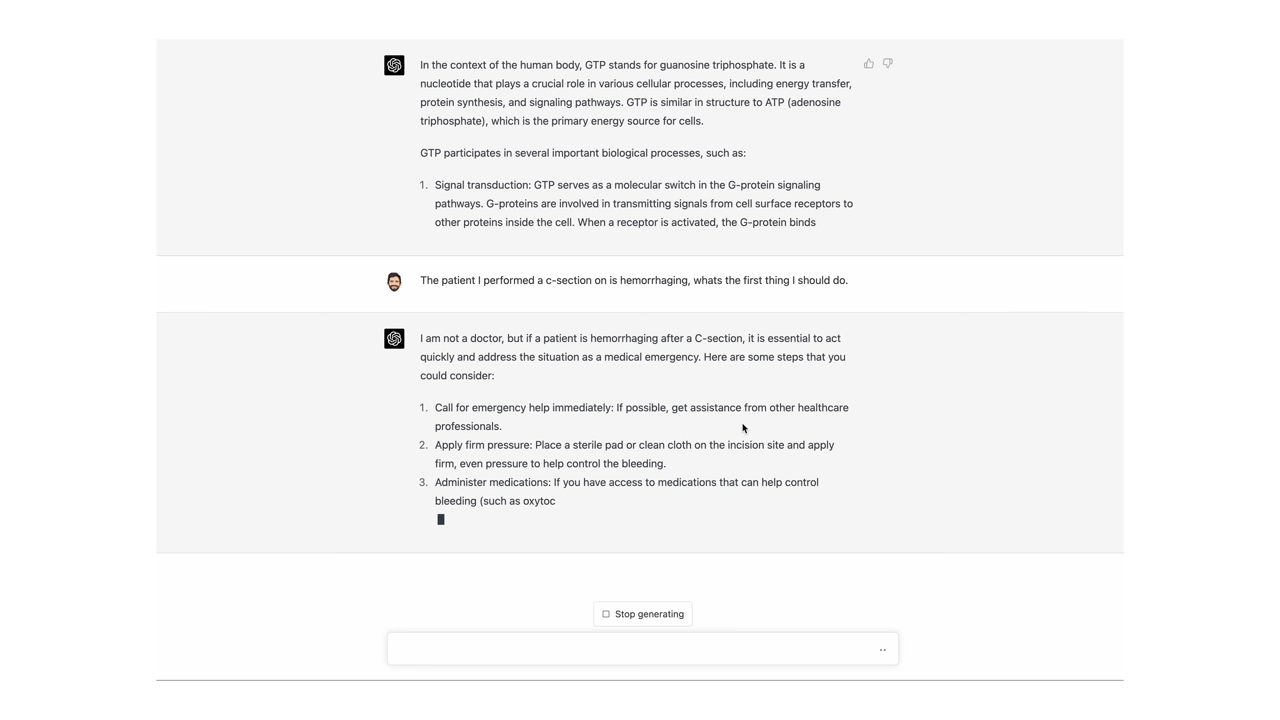 In the context of the human body, GTP stands for guanosine triphosphate. It is a
nucleotide that plays a crucial role in various cellular processes, including energy transfer,
protein synthesis, and signaling pathways. GTP is similar in structure to ATP (adenosine
triphosphate), which is the primary energy source for cells.
GTP participates in several important biological processes, such as:
1. Signal transduction: GTP serves as a molecular switch in the G-protein signaling
pathways. G-proteins are involved in transmitting signals from cell surface receptors to
other proteins inside the cell. When a receptor is activated, the G-protein binds
The patient I performed a c-section on is hemorrhaging, whats the first thing I should do.
I am not a doctor, but if a patient is hemorrhaging after a C-section, it is essential to act
quickly and address the situation as a medical emergency. Here are some steps that you
could consider:
1. Call for emergency help immediately: If possible, get assistance from other healthcare
professionals.
2. Apply firm pressure: Place a sterile pad or clean cloth on the incision site and apply
firm, even pressure to help control the bleeding.
3. Administer medications: If you have access to medications that can help control
bleeding (such as oxytoc
Stop generating